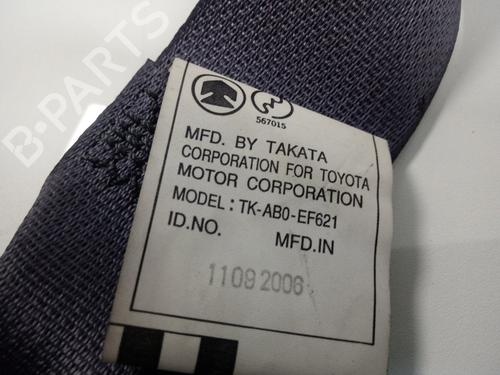 B-PARTS
567015
MFD. BY TAKATA
CORPORATION FOR TOYOTA
MOTOR CORPORATION
MODEL: TK-AB0-EF621
ID.NO. MFD.IN
11092006